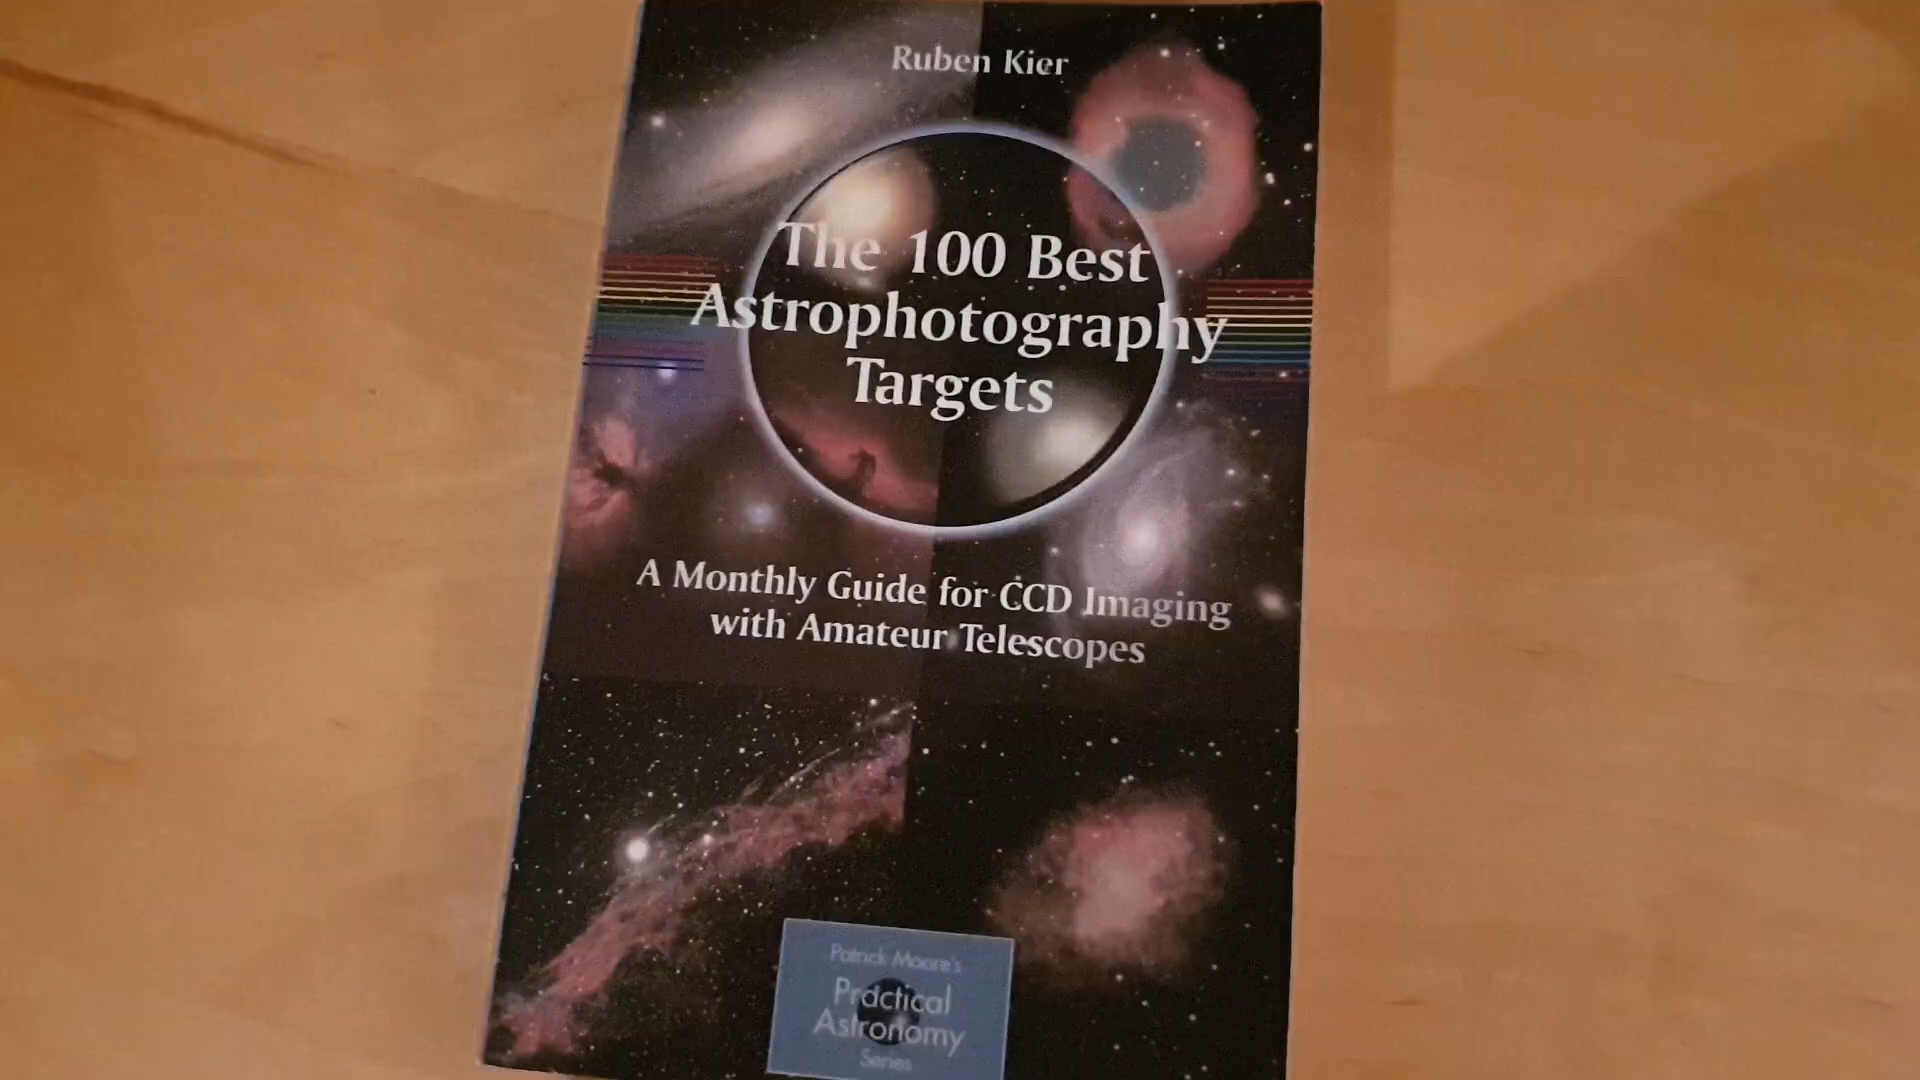 Ruben Kier
The 100 Best
Astrophotography
Targets
A Monthly Guide for CCD Imaging
with Amateur Telescopes
Patrick Moore's
Practical
Astronomy
Series